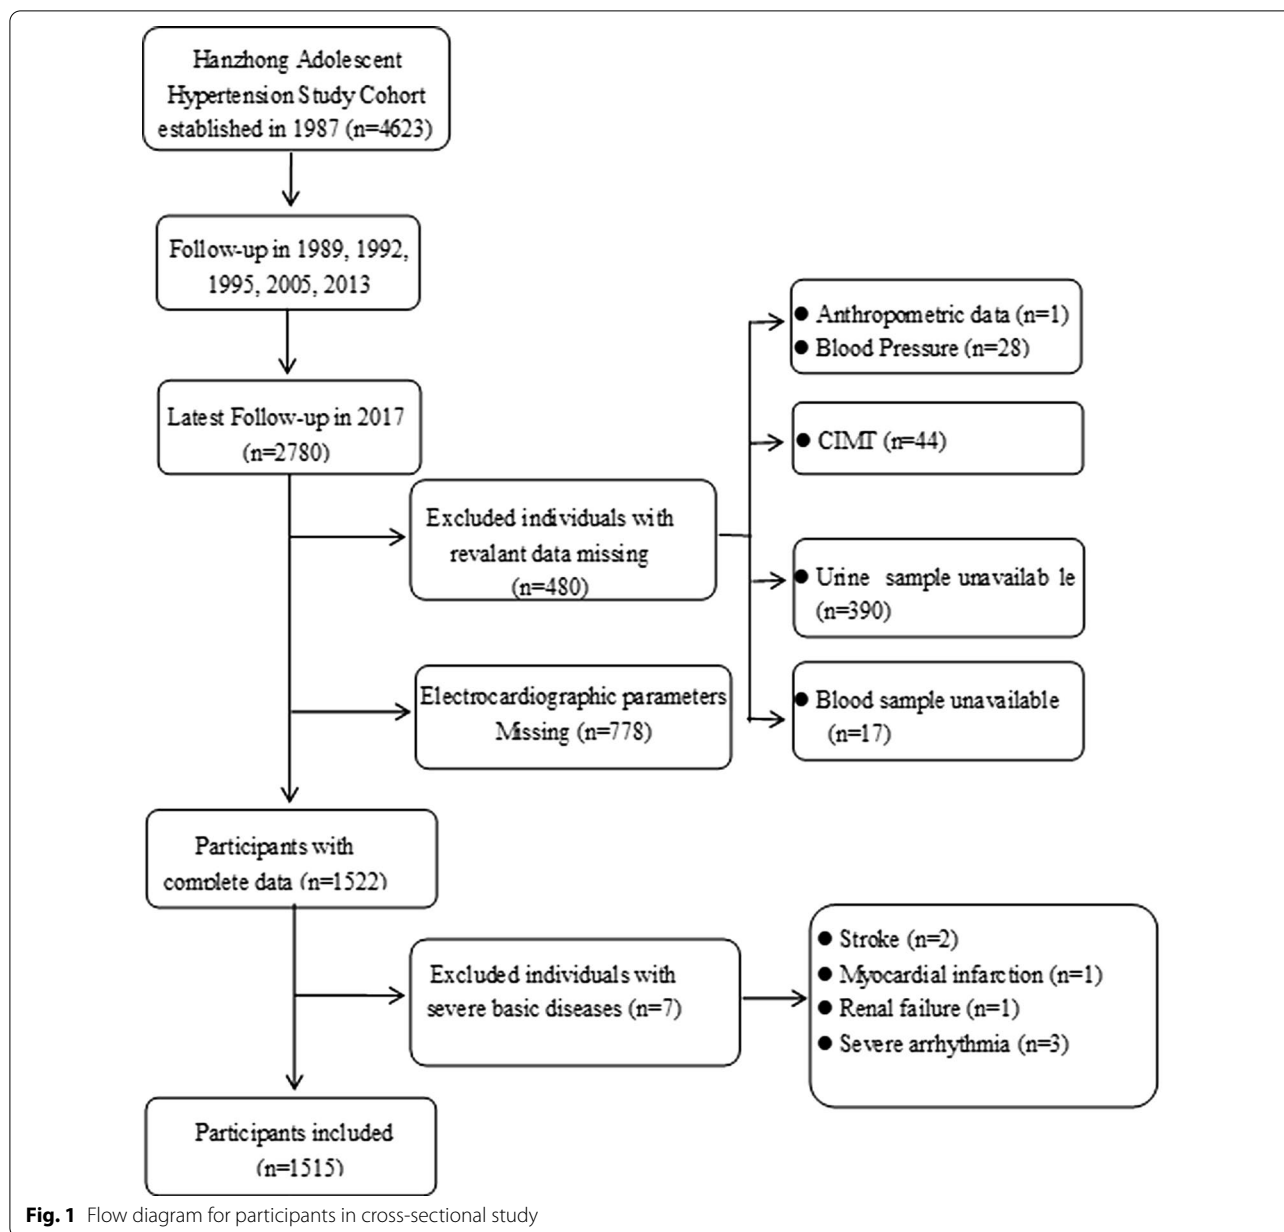 Hanzhong Adolescent
Hypertension Study Cohort
established in 1987 (n=4623)
Follow-up in 1989, 1992,
1995, 2005, 2013
Latest Follow-up in 2017
(n=2780)
Excluded individuals with
revalant data missing
(n=480)
● Anthropometric data (n=1)
● Blood Pressure (n=28)
● CIMT (n=44)
● Urine sample unavailab le
(n=390)
● Blood sample unavailable
(n=17)
Electrocardiographic parameters
Missing (n=778)
Participants with
complete data (n=1522)
Excluded individuals with
severe basic diseases (n=7)
● Stroke (n=2)
● Myocardial infarction (n=1)
● Renal failure (n=1)
● Severe arrhythmia (n=3)
Participants included
(n=1515)
Fig. 1 Flow diagram for participants in cross-sectional study